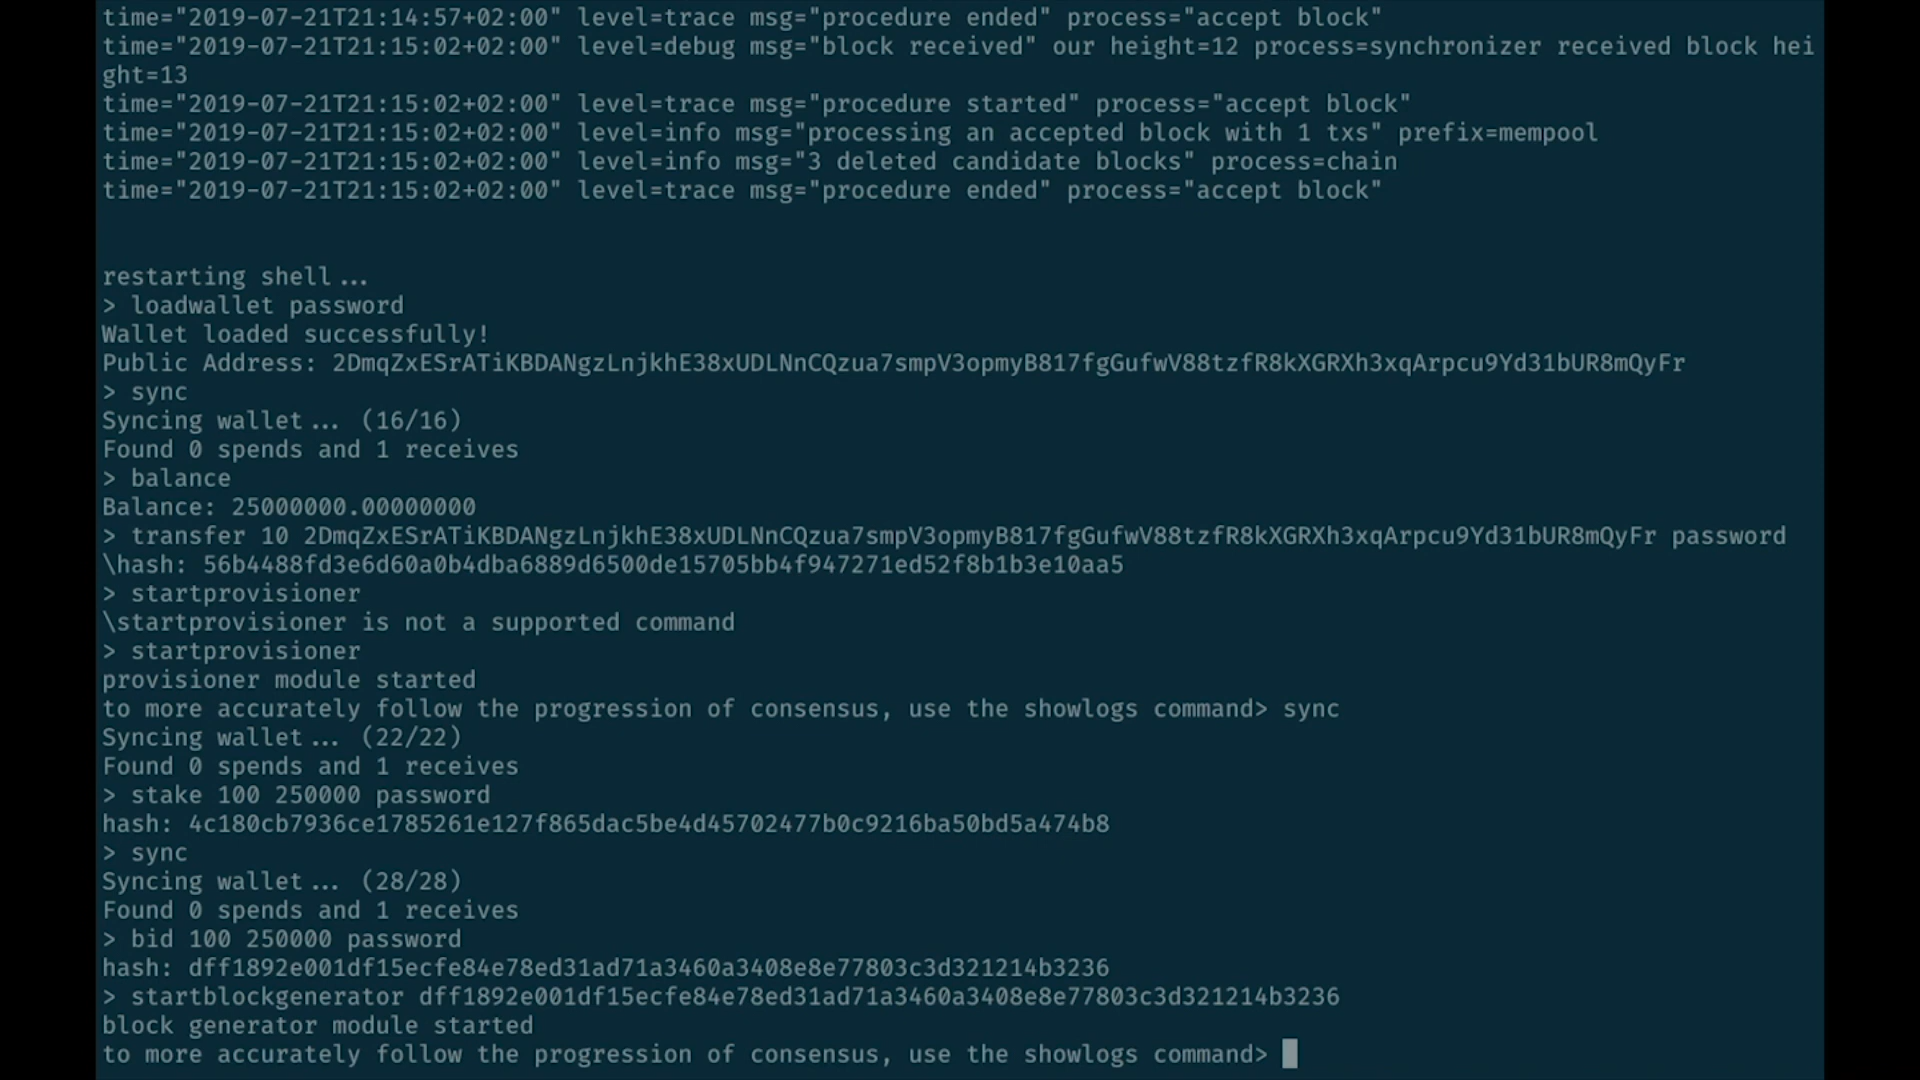 time="2019-07-21T21:14:57+02:00" level=trace msg="procedure ended" process="accept block"
time="2019-07-21T21:15:02+02:00" level=debug msg="block received" our height=12 process=synchronizer received block hei
ght=13
time="2019-07-21T21:15:02+02:00" level=trace msg="procedure started" process="accept block"
time="2019-07-21T21:15:02+02:00" level=info msg="processing an accepted block with 1 txs" prefix=mempool
time="2019-07-21T21:15:02+02:00" level=info msg="3 deleted candidate blocks" process=chain
time="2019-07-21T21:15:02+02:00" level=trace msg="procedure ended" process="accept block"
restarting shell...
> loadwallet password
Wallet loaded successfully!
Public Address: 2DmqZxESrATiKBDANgzLnjkhE38xUDLNnCQzua7smpV3opmyB817fgGufwV88tzfR8kXGRXh3xqArpcu9Yd31bUR8mQyFr
> sync
Syncing wallet... (16/16)
Found 0 spends and 1 receives
> balance
Balance: 25000000.00000000
> transfer 10 2DmqZxESrATiKBDANgzLnjkhE38xUDLNnCQzua7smpV3opmyB817fgGufwV88tzfR8kXGRXh3xqArpcu9Yd31bUR8mQyFr password
\hash: 56b4488fd3e6d60a0b4dba6889d6500de15705bb4f947271ed52f8b1b3e10aa5
> startprovisioner
\startprovisioner is not a supported command
> startprovisioner
provisioner module started
to more accurately follow the progression of consensus, use the showlogs command> sync
Syncing wallet... (22/22)
Found 0 spends and 1 receives
> stake 100 250000 password
hash: 4c180cb7936ce1785261e127f865dac5be4d45702477b0c9216ba50bd5a474b8
> sync
Syncing wallet... (28/28)
Found 0 spends and 1 receives
> bid 100 250000 password
hash: dff1892e001df15ecfe84e78ed31ad71a3460a3408e8e77803c3d321214b3236
> startblockgenerator dff1892e001df15ecfe84e78ed31ad71a3460a3408e8e77803c3d321214b3236
block generator module started
to more accurately follow the progression of consensus, use the showlogs command>